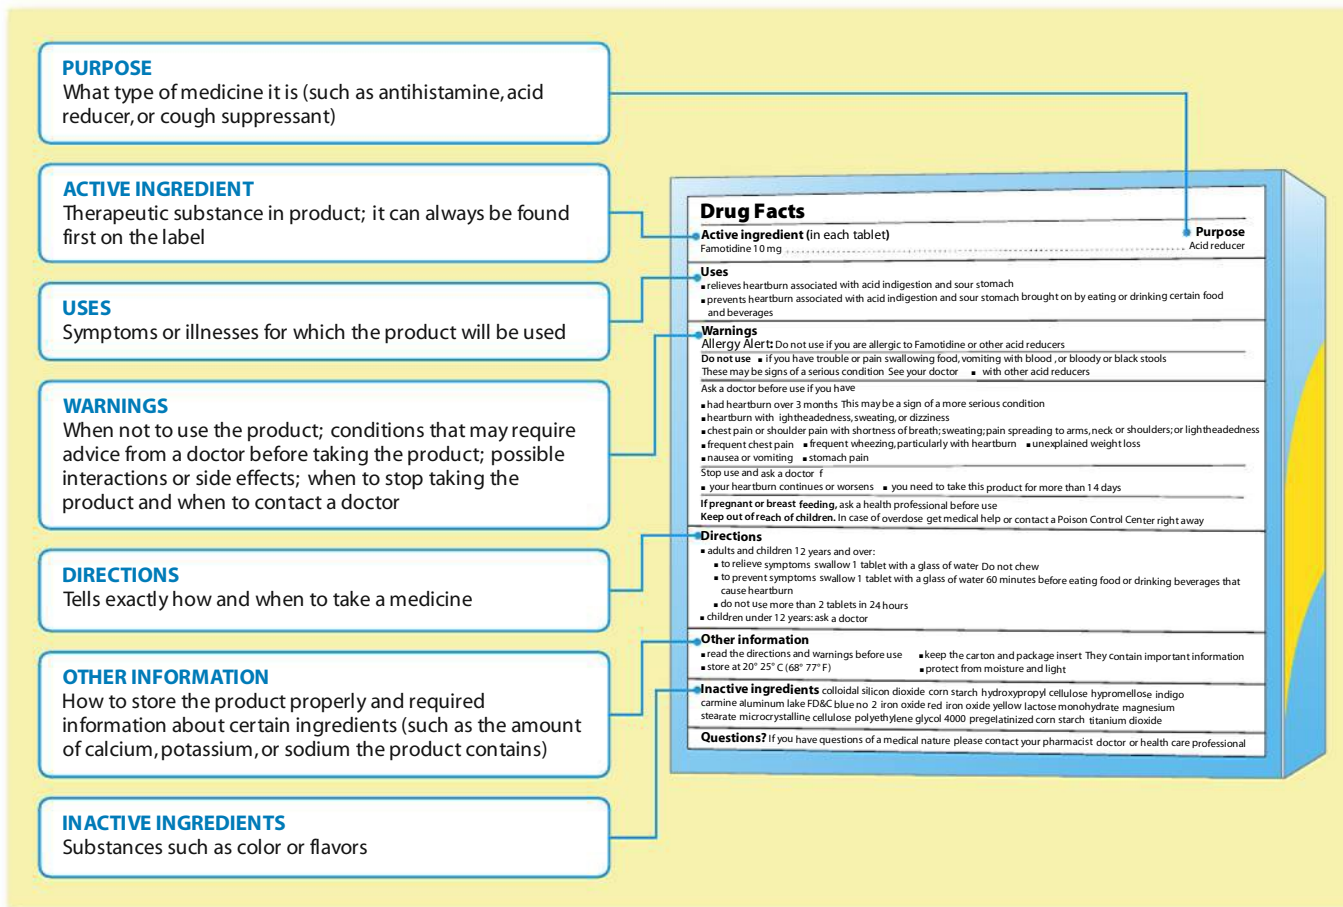 PURPOSE
What type of medicine it is (such as antihistamine, acid
reducer, or cough suppressant)
ACTIVE INGREDIENT
Therapeutic substance in product; it can always be found
first on the label
USES
Symptoms or illnesses for which the product will be used
WARNINGS
When not to use the product; conditions that may require
advice from a doctor before taking the product; possible
interactions or side effects; when to stop taking the
product and when to contact a doctor
DIRECTIONS
Tells exactly how and when to take a medicine
OTHER INFORMATION
How to store the product properly and required
information about certain ingredients (such as the amount
of calcium, potassium, or sodium the product contains)
INACTIVE INGREDIENTS
Substances such as color or flavors
Drug Facts
Active ingredient (in each tablet) Purpose
Famotidine 10 mg ........................................ Acid reducer
Uses
▪ relieves heartburn associated with acid indigestion and sour stomach
▪ prevents heartburn associated with acid indigestion and sour stomach brought on by eating or drinking certain food
and beverages
Warnings
Allergy Alert: Do not use if you are allergic to Famotidine or other acid reducers
Do not use ▪ if you have trouble or pain swallowing food, vomiting with blood , or bloody or black stools
These may be signs of a serious condition See your doctor ▪ with other acid reducers
Ask a doctor before use if you have
▪ had heartburn over 3 months This may be a sign of a more serious condition
▪ heartburn with ightheadedness, sweating, or dizziness
▪ chest pain or shoulder pain with shortness of breath; sweating; pain spreading to arms, neck or shoulders; or lightheadedness
▪ frequent chest pain ▪ frequent wheezing, particularly with heartburn ▪ unexplained weight loss
▪ nausea or vomiting ▪ stomach pain
Stop use and ask a doctor f
▪ your heartburn continues or worsens ▪ you need to take this product for more than 14 days
If pregnant or breast feeding, ask a health professional before use
Keep out of reach of children. In case of overdose get medical help or contact a Poison Control Center right away
Directions
▪ adults and children 12 years and over:
▪ to relieve symptoms swallow 1 tablet with a glass of water Do not chew
▪ to prevent symptoms swallow 1 tablet with a glass of water 60 minutes before eating food or drinking beverages that
cause heartburn
▪ do not use more than 2 tablets in 24 hours
▪ children under 12 years: ask a doctor
Other information
▪ read the directions and warnings before use ▪ keep the carton and package insert They contain important information
▪ store at 20° 25° C (68° 77° F) ▪ protect from moisture and light
Inactive ingredients colloidal silicon dioxide corn starch hydroxypropyl cellulose hypromellose indigo
carmine aluminum lake FD&C blue no 2 iron oxide red iron oxide yellow lactose monohydrate magnesium
stearate microcrystalline cellulose polyethylene glycol 4000 pregelatinized corn starch titanium dioxide
Questions? If you have questions of a medical nature please contact your pharmacist doctor or health care professional